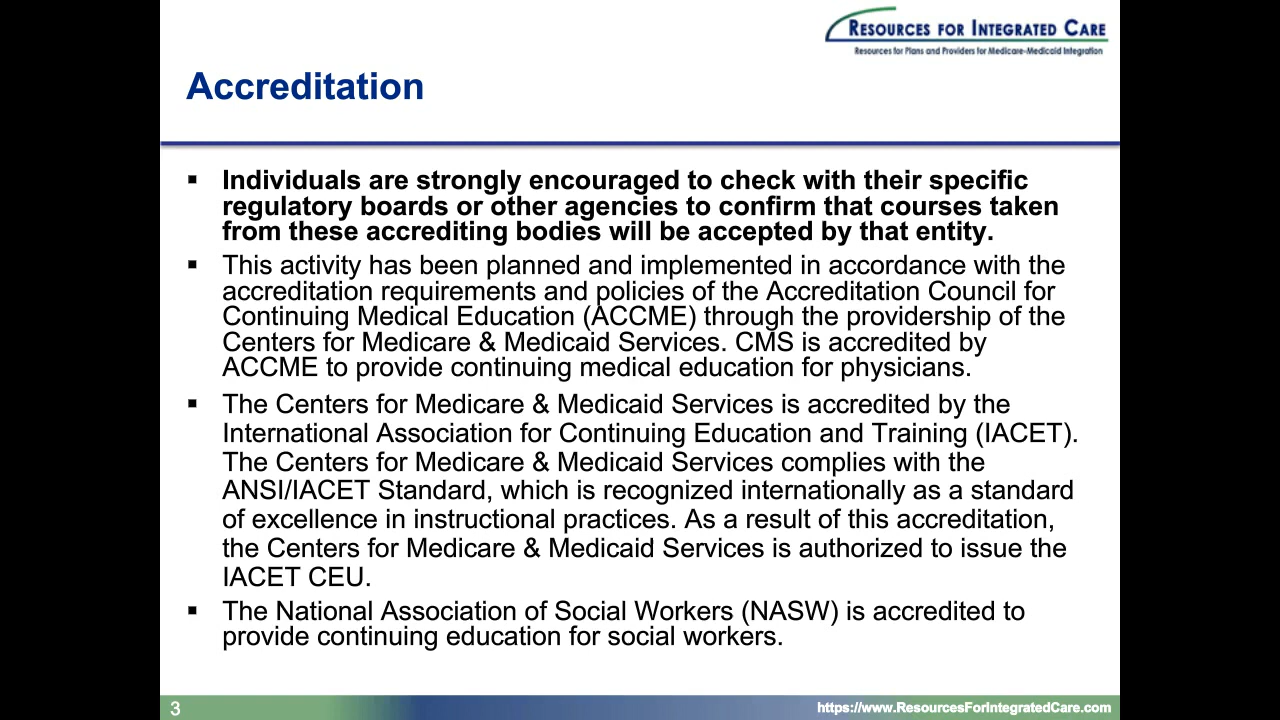 RESOURCES FOR INTEGRATED CARE
Resources for Plans and Providers for Medicare-Medicaid Integration
Accreditation
▪ Individuals are strongly encouraged to check with their specific
regulatory boards or other agencies to confirm that courses taken
from these accrediting bodies will be accepted by that entity.
▪ This activity has been planned and implemented in accordance with the
accreditation requirements and policies of the Accreditation Council for
Continuing Medical Education (ACCME) through the providership of the
Centers for Medicare & Medicaid Services. CMS is accredited by
ACCME to provide continuing medical education for physicians.
▪ The Centers for Medicare & Medicaid Services is accredited by the
International Association for Continuing Education and Training (IACET).
The Centers for Medicare & Medicaid Services complies with the
ANSI/IACET Standard, which is recognized internationally as a standard
of excellence in instructional practices. As a result of this accreditation,
the Centers for Medicare & Medicaid Services is authorized to issue the
IACET CEU.
▪ The National Association of Social Workers (NASW) is accredited to
provide continuing education for social workers.
3
https://www.ResourcesForIntegratedCare.com